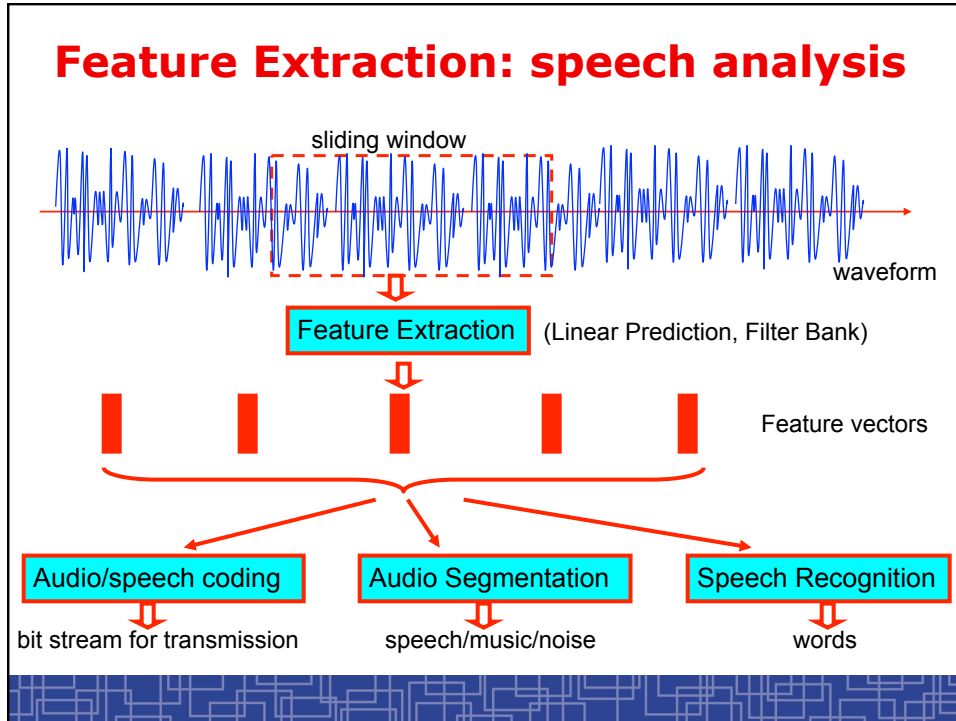 Feature Extraction: speech analysis
sliding window
waveform
Feature Extraction
(Linear Prediction, Filter Bank)
Feature vectors
Audio/speech coding
Audio Segmentation
Speech Recognition
bit stream for transmission
speech/music/noise
words